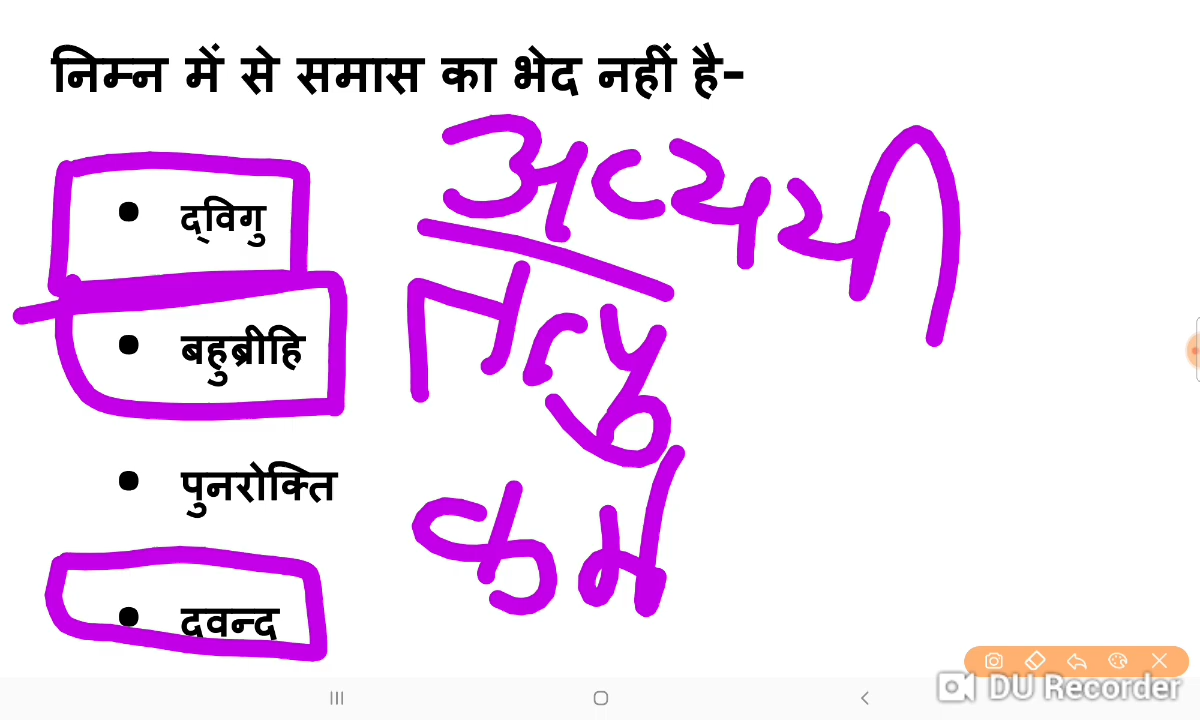 निम्न में से समास का भेद नहीं है-
अव्ययी
• द्विगु
तत्पु
• बहुब्रीहि
• पुनरोक्ति
कर्म
• दवन्द
DU Recorder